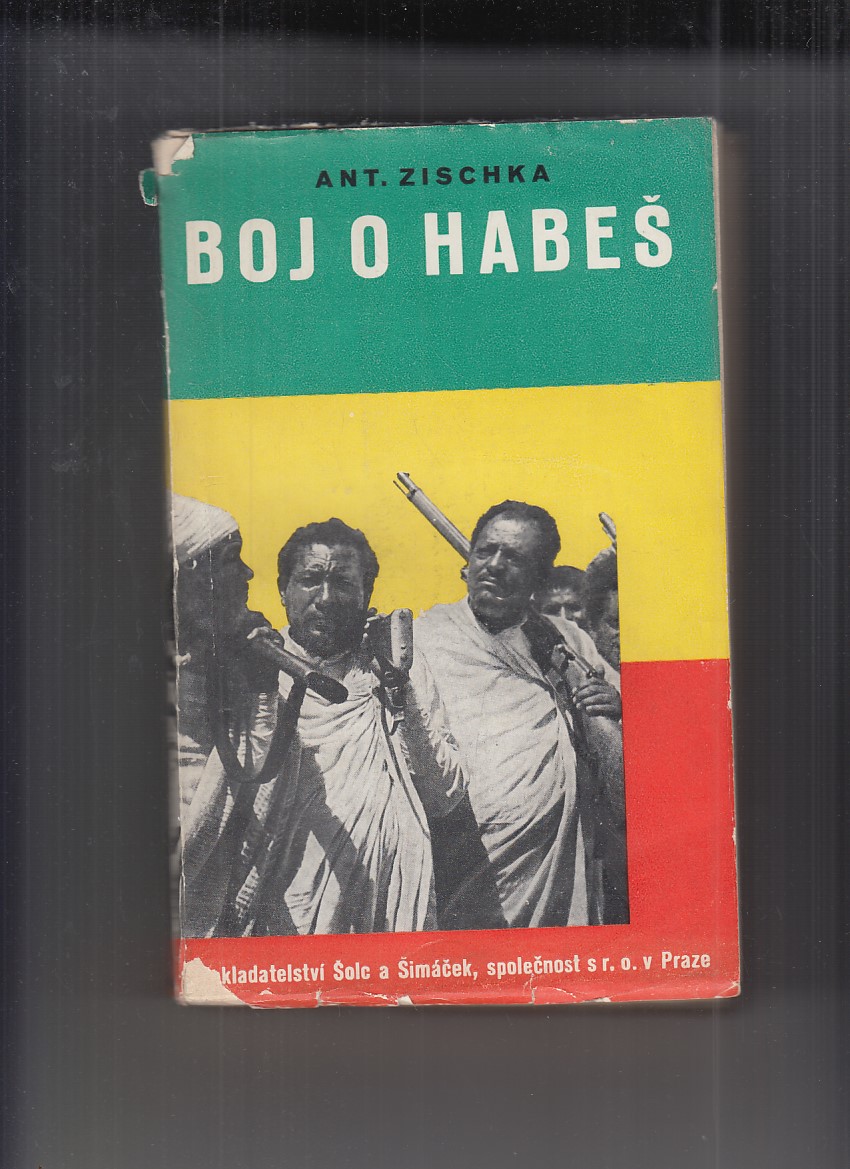 ANT. ZISCHKA
BOJ O HABEŠ
kladatelství Šolc a Šimáček, společnost s r. o. v Praze